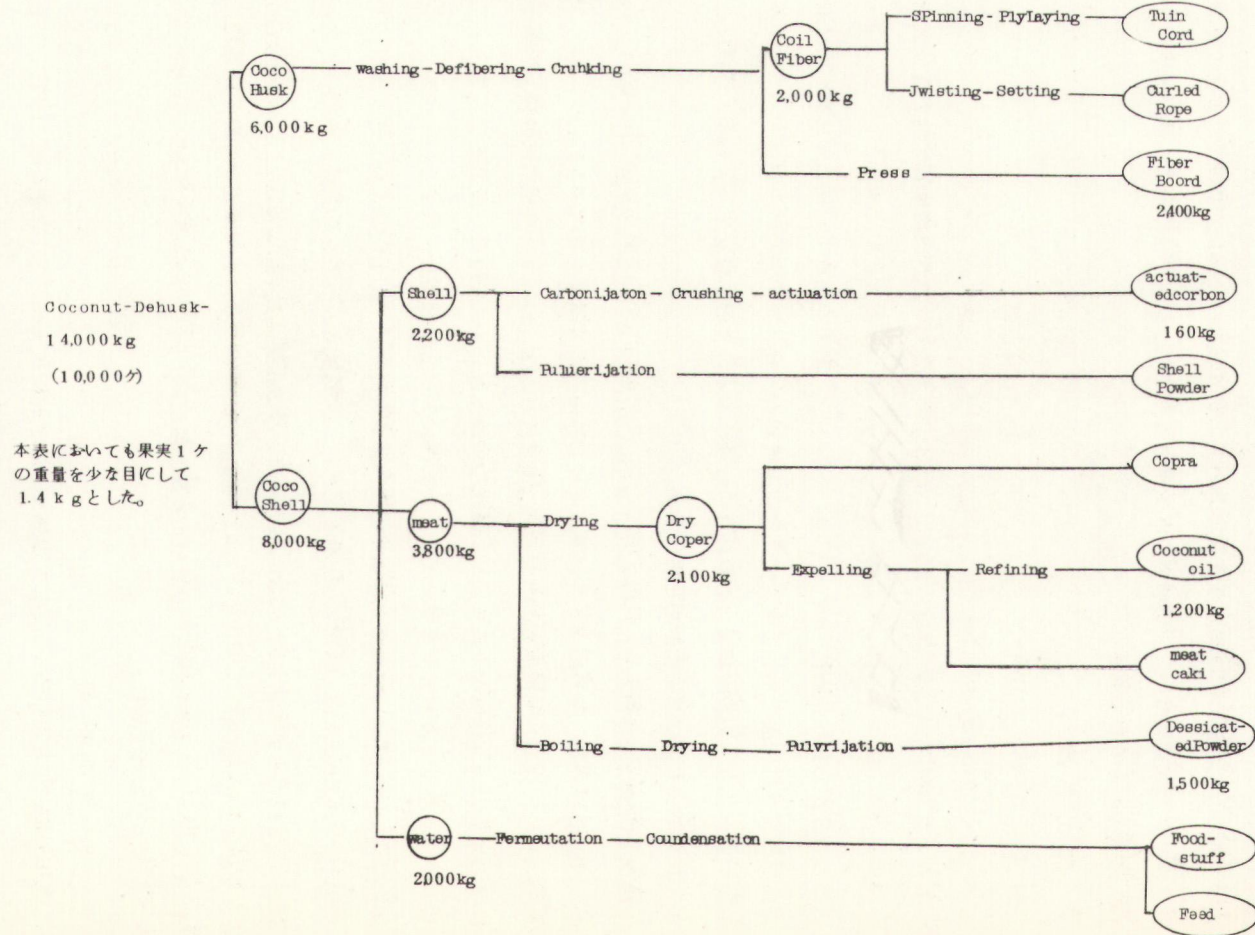 Coco
Husk
6,000kg
washing-Defibering-Cruhking
Coil
Fiber
2,000kg
SPinning-PlyLaying
Tuin
Cord
Jwisting-Setting
Curled
Rope
Press
Fiber
Boord
2,400kg
Coconut-Dehusk-
14,000kg
(10,000ケ)
本表においても果実1ケ
の重量を少な目にして
1.4kgとした。
Coco
Shell
8,000kg
Shell
2,200kg
Carbonijaton-Crushing-actiuation
actuat-
edcorbon
160kg
Puluerijation
Shell
Powder
meat
3,800kg
Drying
Dry
Coper
2,100kg
Copra
Expelling
Refining
Coconut
oil
1,200kg
meat
caki
Boiling
Drying
Pulvrijation
Dessicat-
edPowder
1,500kg
water
2,000kg
Fermeutation
Coundensation
Food-
stuff
Feed